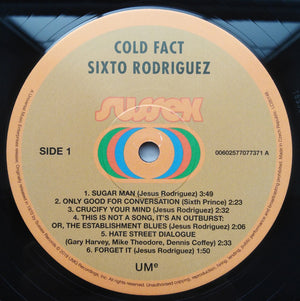 COLD FACT
SIXTO RODRIGUEZ
sussex
SIDE 1
00602577077371 A
1. SUGAR MAN (Jesus Rodriguez) 3:49
2. ONLY GOOD FOR CONVERSATION (Sixth Prince) 2:23
3. CRUCIFY YOUR MIND (Jesus Rodriguez) 2:30
4. THIS IS NOT A SONG, IT'S AN OUTBURST:
OR, THE ESTABLISHMENT BLUES (Jesus Rodriguez) 2:06
5. HATE STREET DIALOGUE
(Gary Harvey, Mike Theodore, Dennis Coffey) 2:33
6. FORGET IT (Jesus Rodriguez) 1:50
UMe